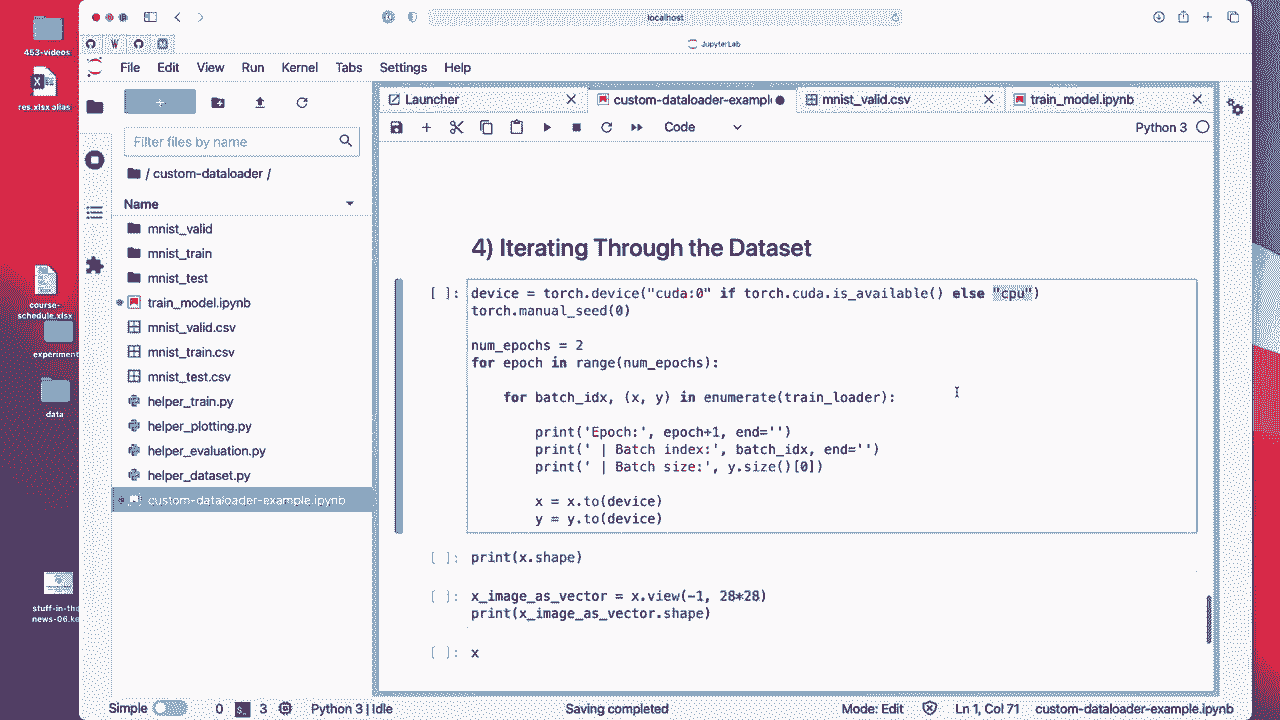 localhost
JupyterLab
453-videos
res.xlsx alias
course-
schedule.xlsx
experiment
data
stuff-in-the
news-06.ke
File Edit View Run Kernel Tabs Settings Help
Filter files by name
/ custom-dataloader /
Name
mnist_valid
mnist_train
mnist_test
train_model.ipynb
mnist_valid.csv
mnist_train.csv
mnist_test.csv
helper_train.py
helper_plotting.py
helper_evaluation.py
helper_dataset.py
custom-dataloader-example.ipynb
Launcher
custom-dataloader-example
mnist_valid.csv
train_model.ipynb
Code
Python 3
4) Iterating Through the Dataset
[ ]: device = torch.device("cuda:0" if torch.cuda.is_available() else "cpu")
torch.manual_seed(0)
num_epochs = 2
for epoch in range(num_epochs):
for batch_idx, (x, y) in enumerate(train_loader):
print('Epoch:', epoch+1, end='')
print(' | Batch index:', batch_idx, end='')
print(' | Batch size:', y.size()[0])
x = x.to(device)
y = y.to(device)
[ ]: print(x.shape)
[ ]: x_image_as_vector = x.view(-1, 28*28)
print(x_image_as_vector.shape)
[ ]: x
Simple 0 3 Python 3 | Idle Saving completed Mode: Edit Ln 1, Col 71 custom-dataloader-example.ipynb